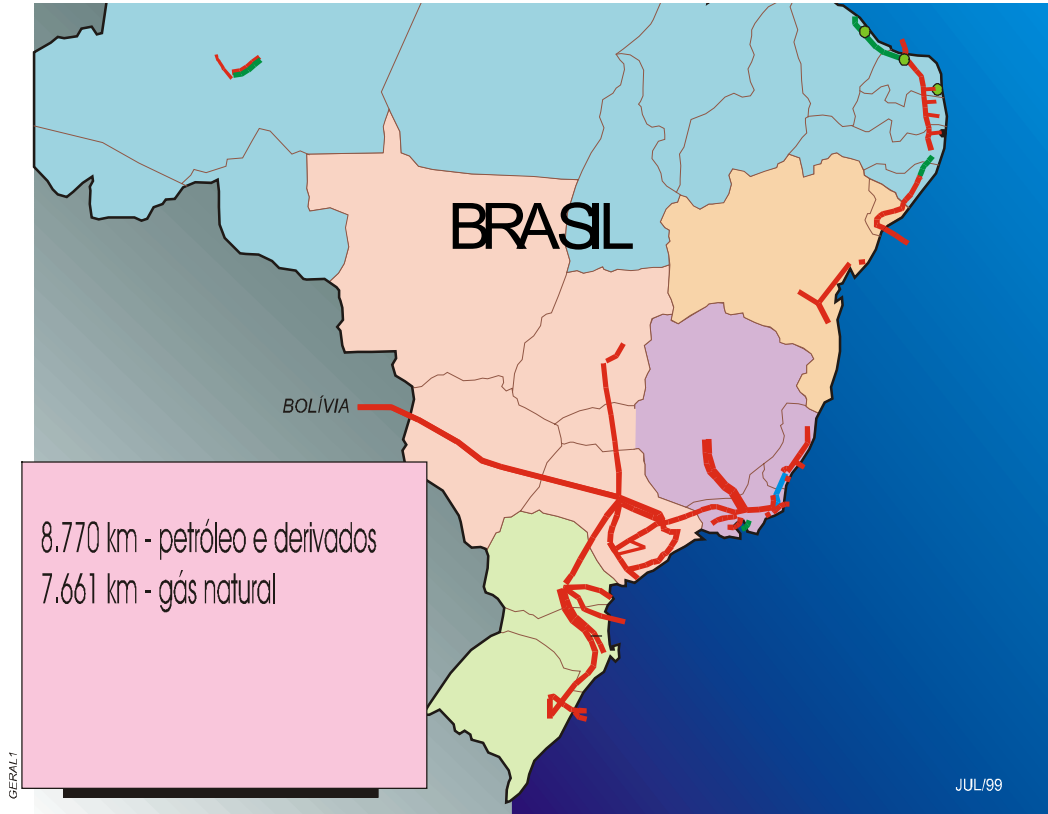 BRASIL
BOLÍVIA
8.770 km - petróleo e derivados
7.661 km - gás natural
GERAL1
JUL/99